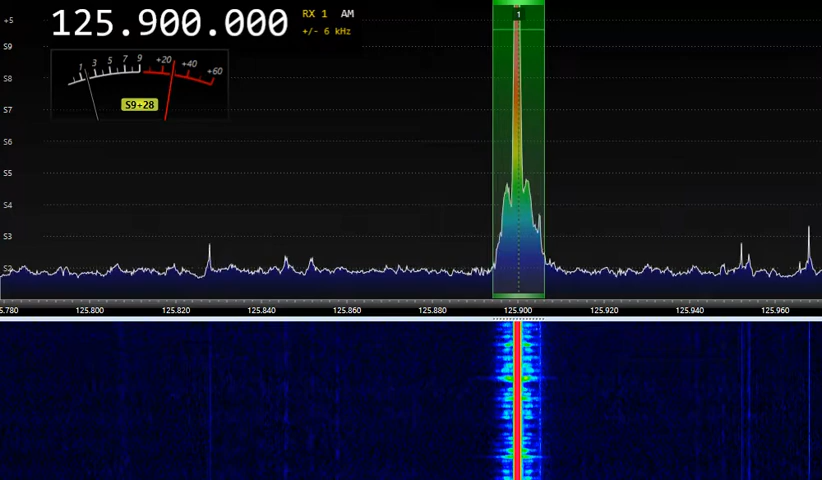 125.900.000 RX 1 AM
+/- 6 kHz
1 3 5 7 9 +20 +40 +60
S9+28
1
+5
S9
S8
S7
S6
S5
S4
S3
S2
5.780 125.800 125.820 125.840 125.860 125.880 125.900 125.920 125.940 125.960